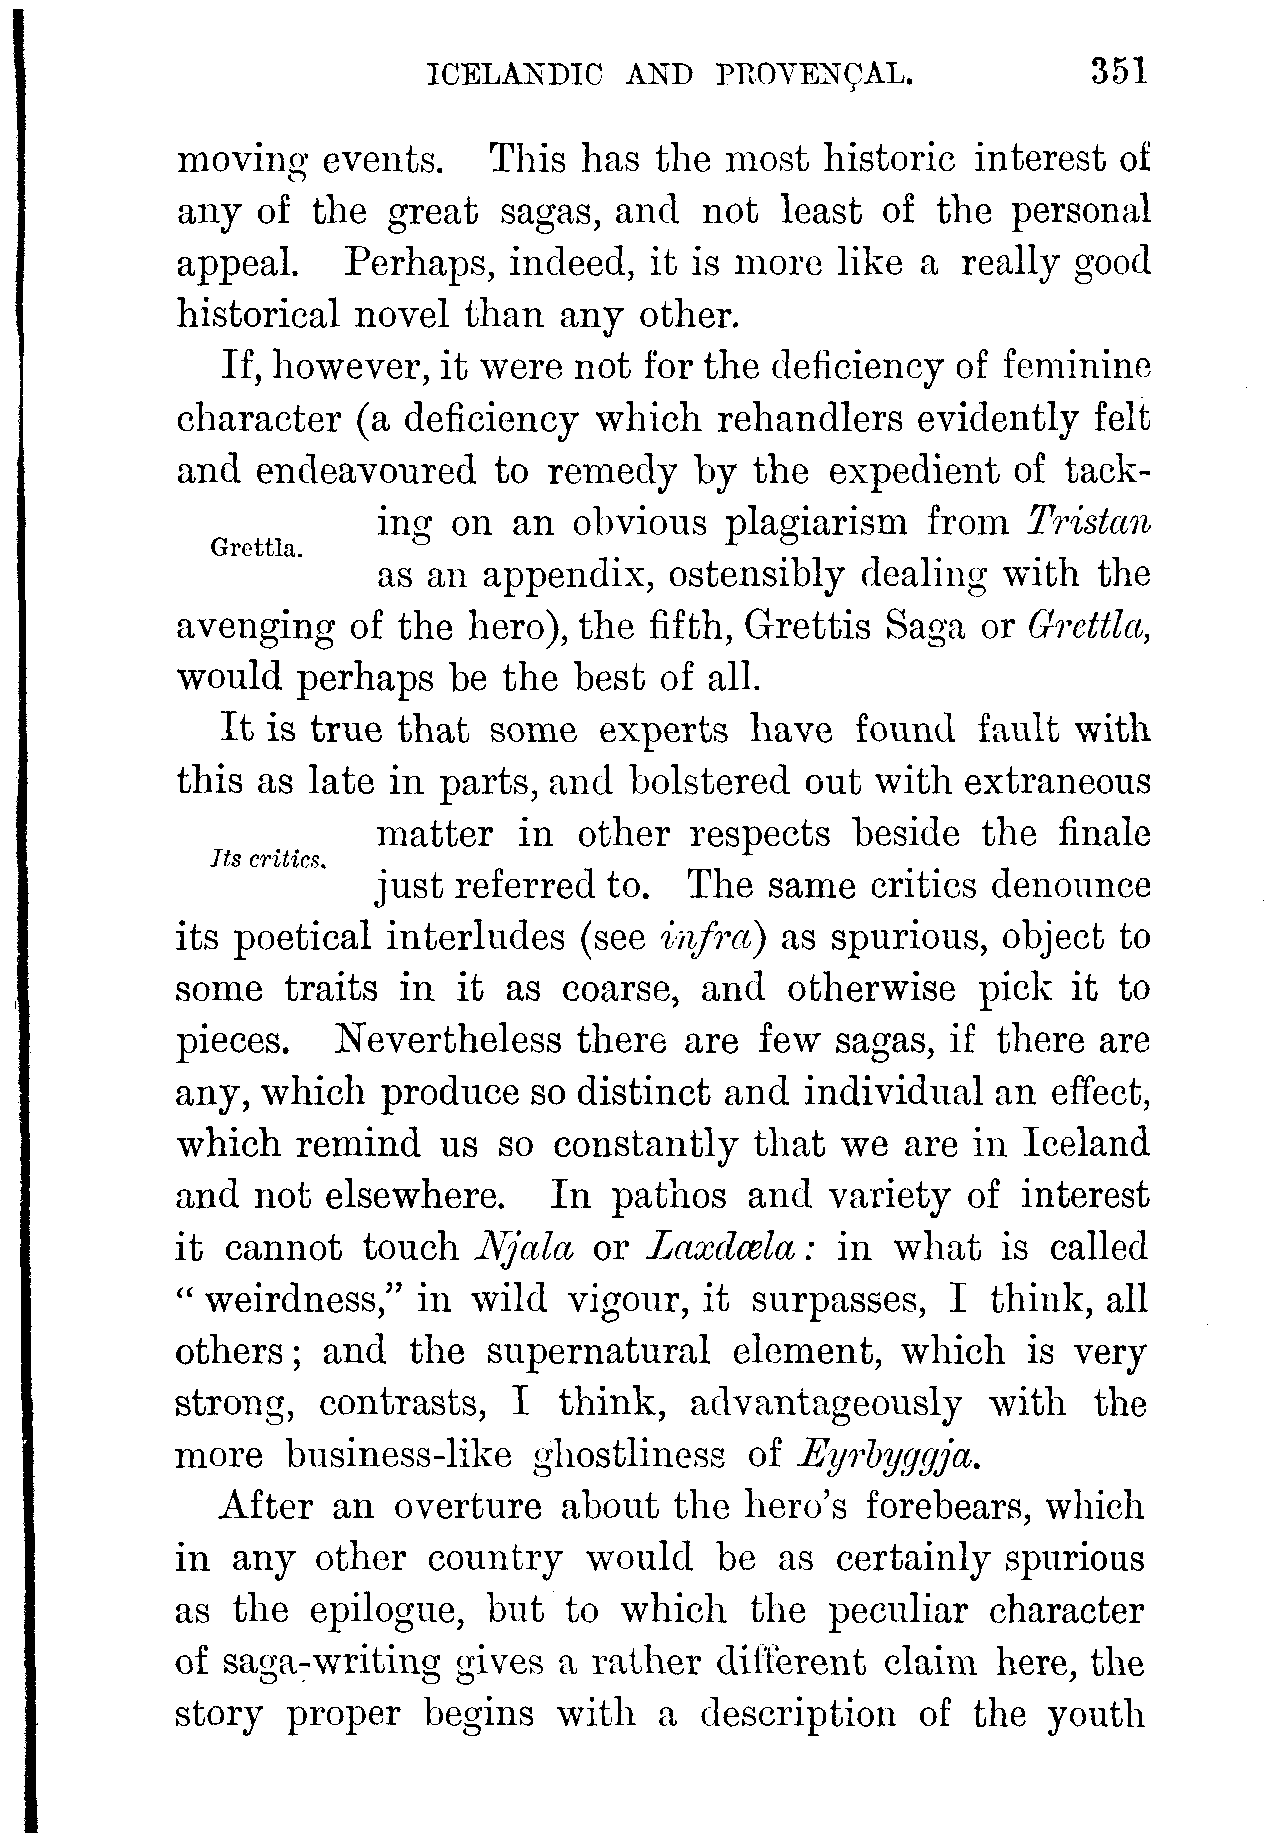 ICELANDIC AND PROVENÇAL. 351
moving events. This has the most historic interest of
any of the great sagas, and not least of the personal
appeal. Perhaps, indeed, it is more like a really good
historical novel than any other.
If, however, it were not for the deficiency of feminine
character (a deficiency which rehandlers evidently felt
and endeavoured to remedy by the expedient of tack-
ing on an obvious plagiarism from Tristan
Grettla.
as an appendix, ostensibly dealing with the
avenging of the hero), the fifth, Grettis Saga or Grettla,
would perhaps be the best of all.
It is true that some experts have found fault with
this as late in parts, and bolstered out with extraneous
matter in other respects beside the finale
Its critics.
just referred to. The same critics denounce
its poetical interludes (see infra) as spurious, object to
some traits in it as coarse, and otherwise pick it to
pieces. Nevertheless there are few sagas, if there are
any, which produce so distinct and individual an effect,
which remind us so constantly that we are in Iceland
and not elsewhere. In pathos and variety of interest
it cannot touch Njala or Laxdæla: in what is called
“weirdness,” in wild vigour, it surpasses, I think, all
others; and the supernatural element, which is very
strong, contrasts, I think, advantageously with the
more business-like ghostliness of Eyrbyggja.
After an overture about the hero's forebears, which
in any other country would be as certainly spurious
as the epilogue, but to which the peculiar character
of saga-writing gives a rather different claim here, the
story proper begins with a description of the youth